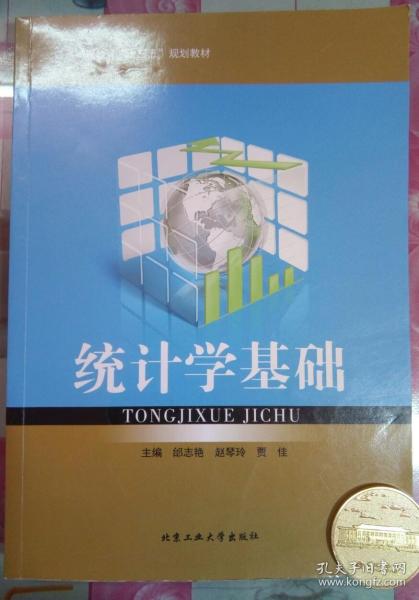 规划教材
统计学基础
TONGJIXUE JICHU
主编 邰志艳 赵琴玲 贾佳
北京工业大学出版社
孔夫子旧书网
www.kongfz.com